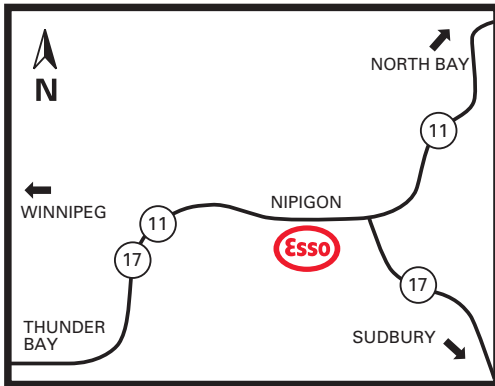 N
NORTH BAY
11
WINNIPEG
NIPIGON
11
Esso
17
17
THUNDER
BAY
SUDBURY